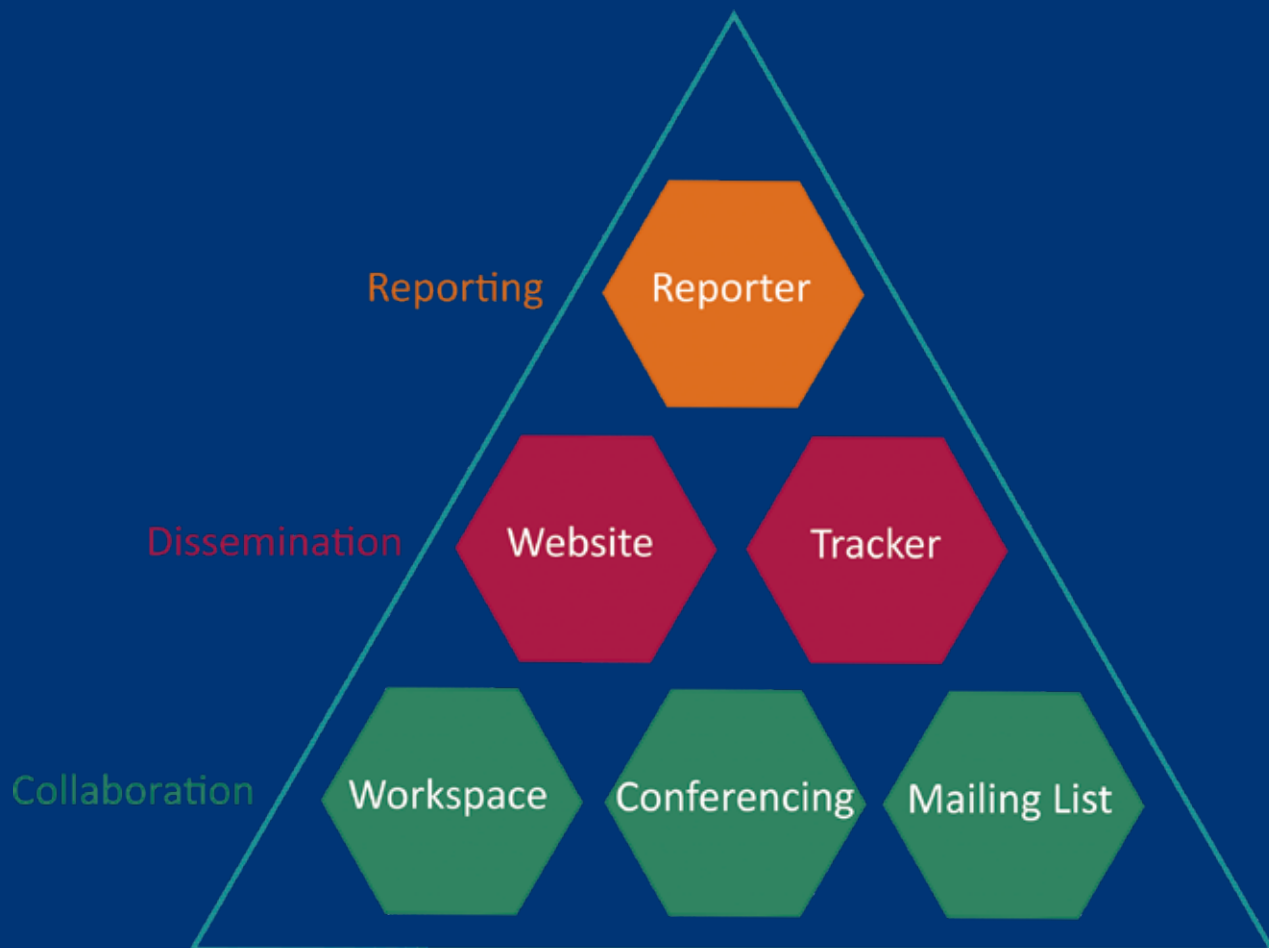 Reporting
Reporter
Dissemination
Website
Tracker
Collaboration
Workspace
Conferencing
Mailing List